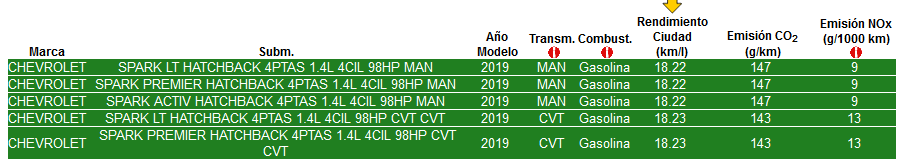 Marca Subm. Año Modelo Transm. Combust. Rendimiento Ciudad (km/l) Emisión CO2 (g/km) Emisión NOx (g/1000 km)
CHEVROLET SPARK LT HATCHBACK 4PTAS 1.4L 4CIL 98HP MAN 2019 MAN Gasolina 18.22 147 9
CHEVROLET SPARK PREMIER HATCHBACK 4PTAS 1.4L 4CIL 98HP MAN 2019 MAN Gasolina 18.22 147 9
CHEVROLET SPARK ACTIV HATCHBACK 4PTAS 1.4L 4CIL 98HP MAN 2019 MAN Gasolina 18.22 147 9
CHEVROLET SPARK LT HATCHBACK 4PTAS 1.4L 4CIL 98HP CVT CVT 2019 CVT Gasolina 18.23 143 13
CHEVROLET SPARK PREMIER HATCHBACK 4PTAS 1.4L 4CIL 98HP CVT CVT 2019 CVT Gasolina 18.23 143 13